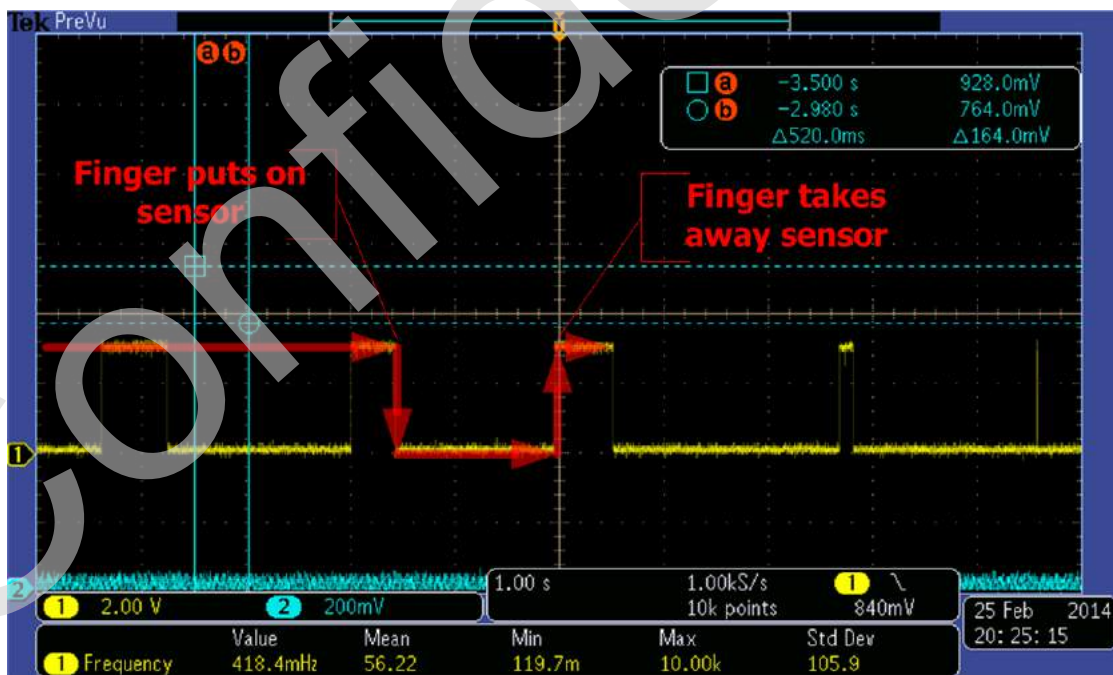 Tek PreVu
a b
a -3.500 s 928.0mV
b -2.980 s 764.0mV
Δ520.0ms Δ164.0mV
Finger puts on
sensor
Finger takes
away sensor
1
2
1 2.00 V 2 200mV
1.00 s 1.00kS/s 1 \
10k points 840mV
25 Feb 2014
20:25:15
Value Mean Min Max Std Dev
1 Frequency 418.4mHz 56.22 119.7m 10.00k 105.9